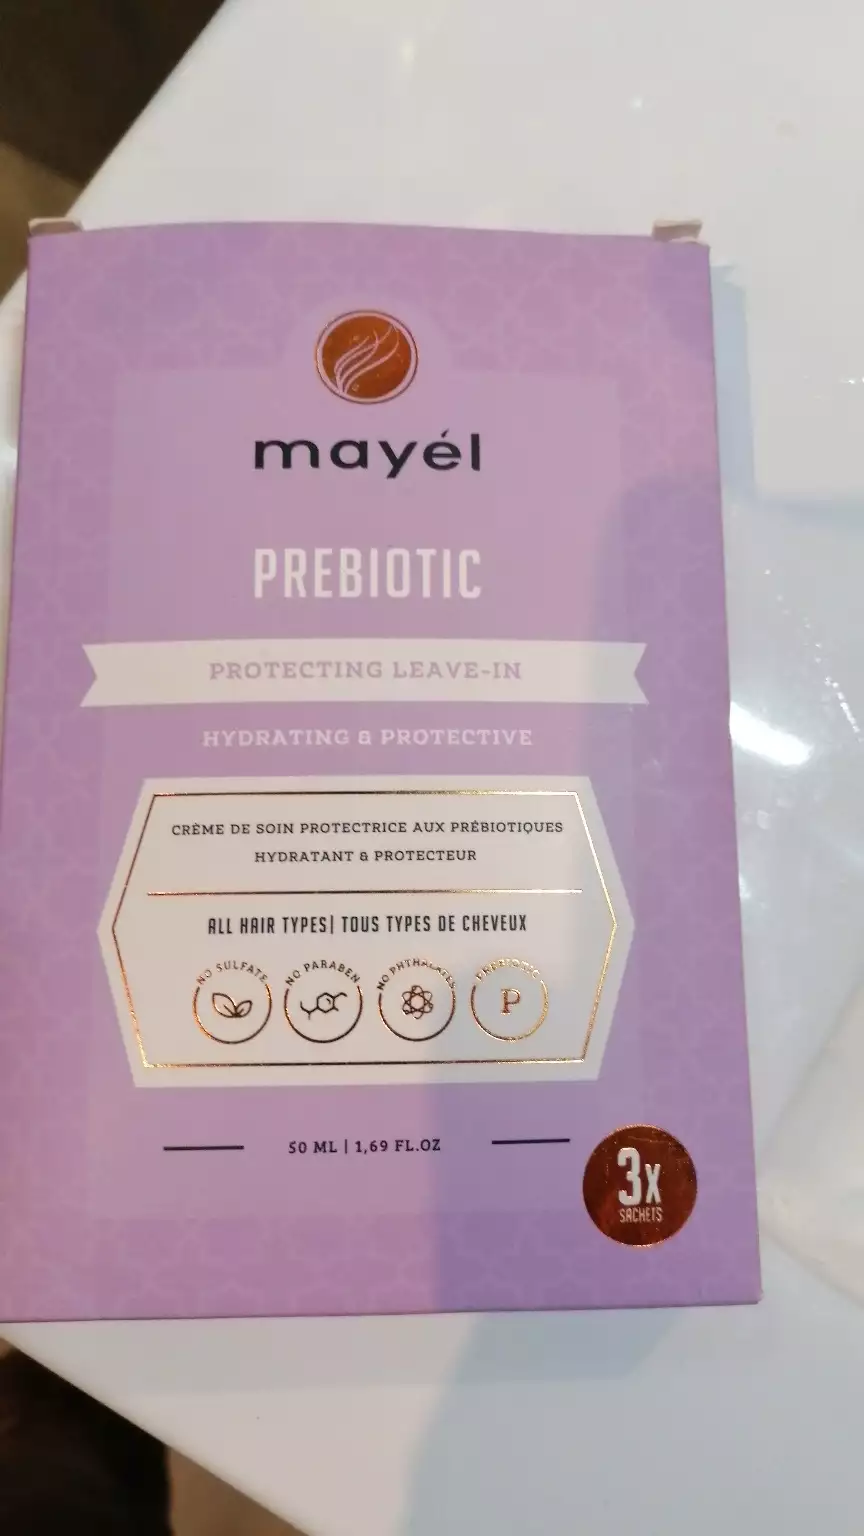 mayél
PREBIOTIC
PROTECTING LEAVE-IN
HYDRATING & PROTECTIVE
CRÈME DE SOIN PROTECTRICE AUX PRÉBIOTIQUES
HYDRATANT & PROTECTEUR
ALL HAIR TYPES| TOUS TYPES DE CHEVEUX
NO SULFATE NO PARABEN NO PHTHALATES PREBIOTIC
P
50 ML | 1,69 FL.OZ
3x
SACHETS